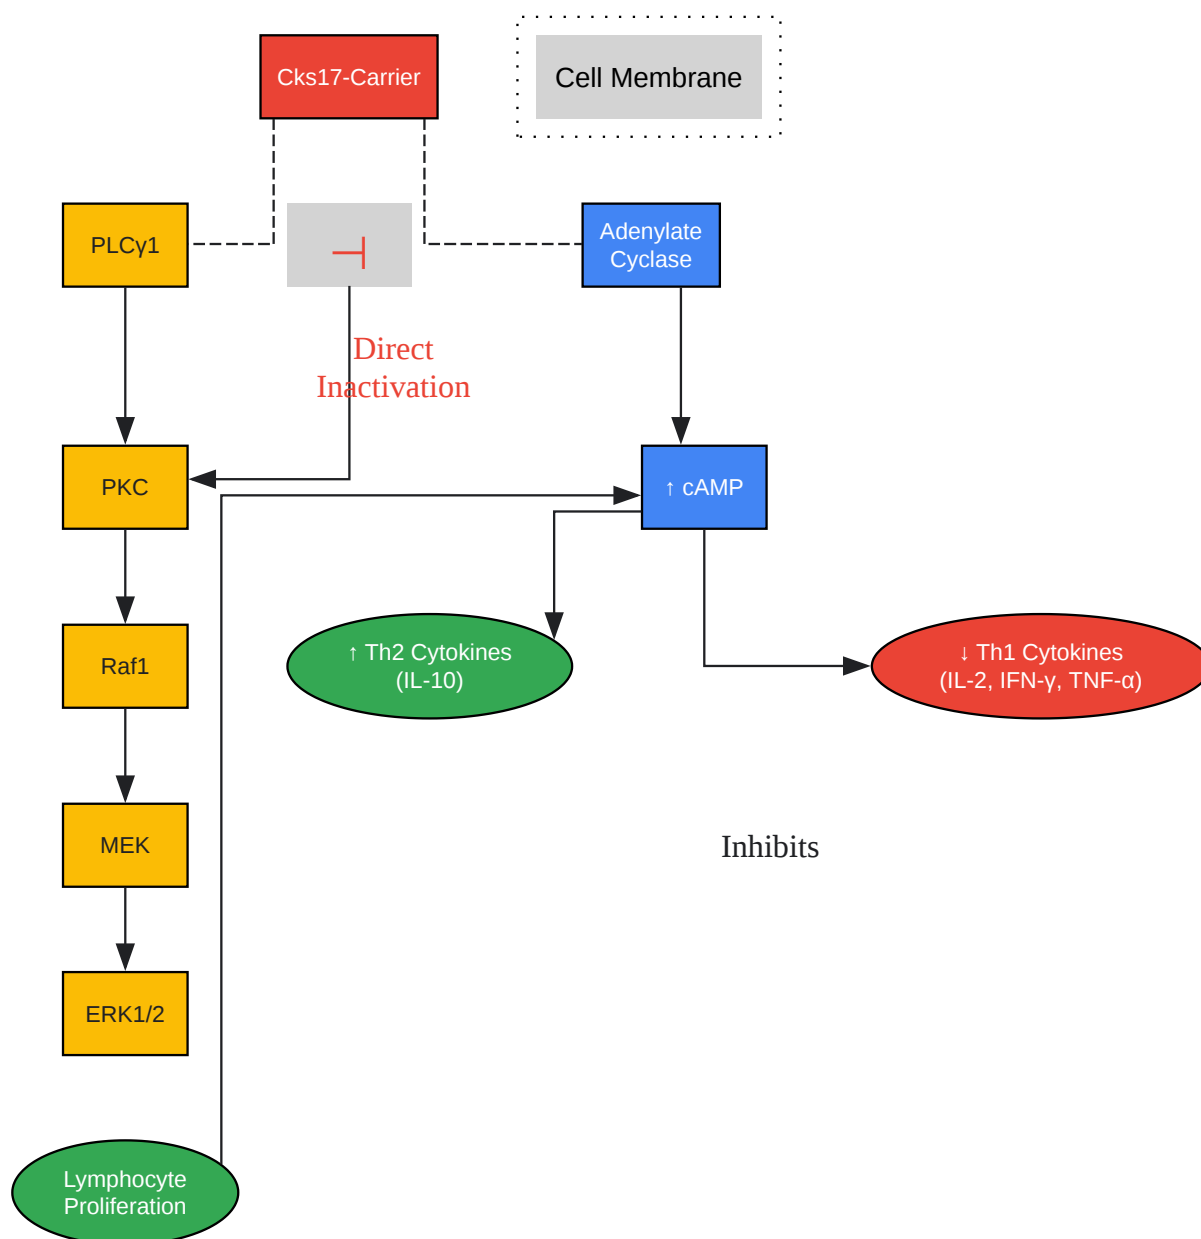 Cks17-Carrier
Cell Membrane
PLCγ1
⊣
Adenylate
Cyclase
Direct
Inactivation
PKC
↑ cAMP
↑ Th2 Cytokines
(IL-10)
↓ Th1 Cytokines
(IL-2, IFN-γ, TNF-α)
Raf1
MEK
Inhibits
ERK1/2
Lymphocyte
Proliferation